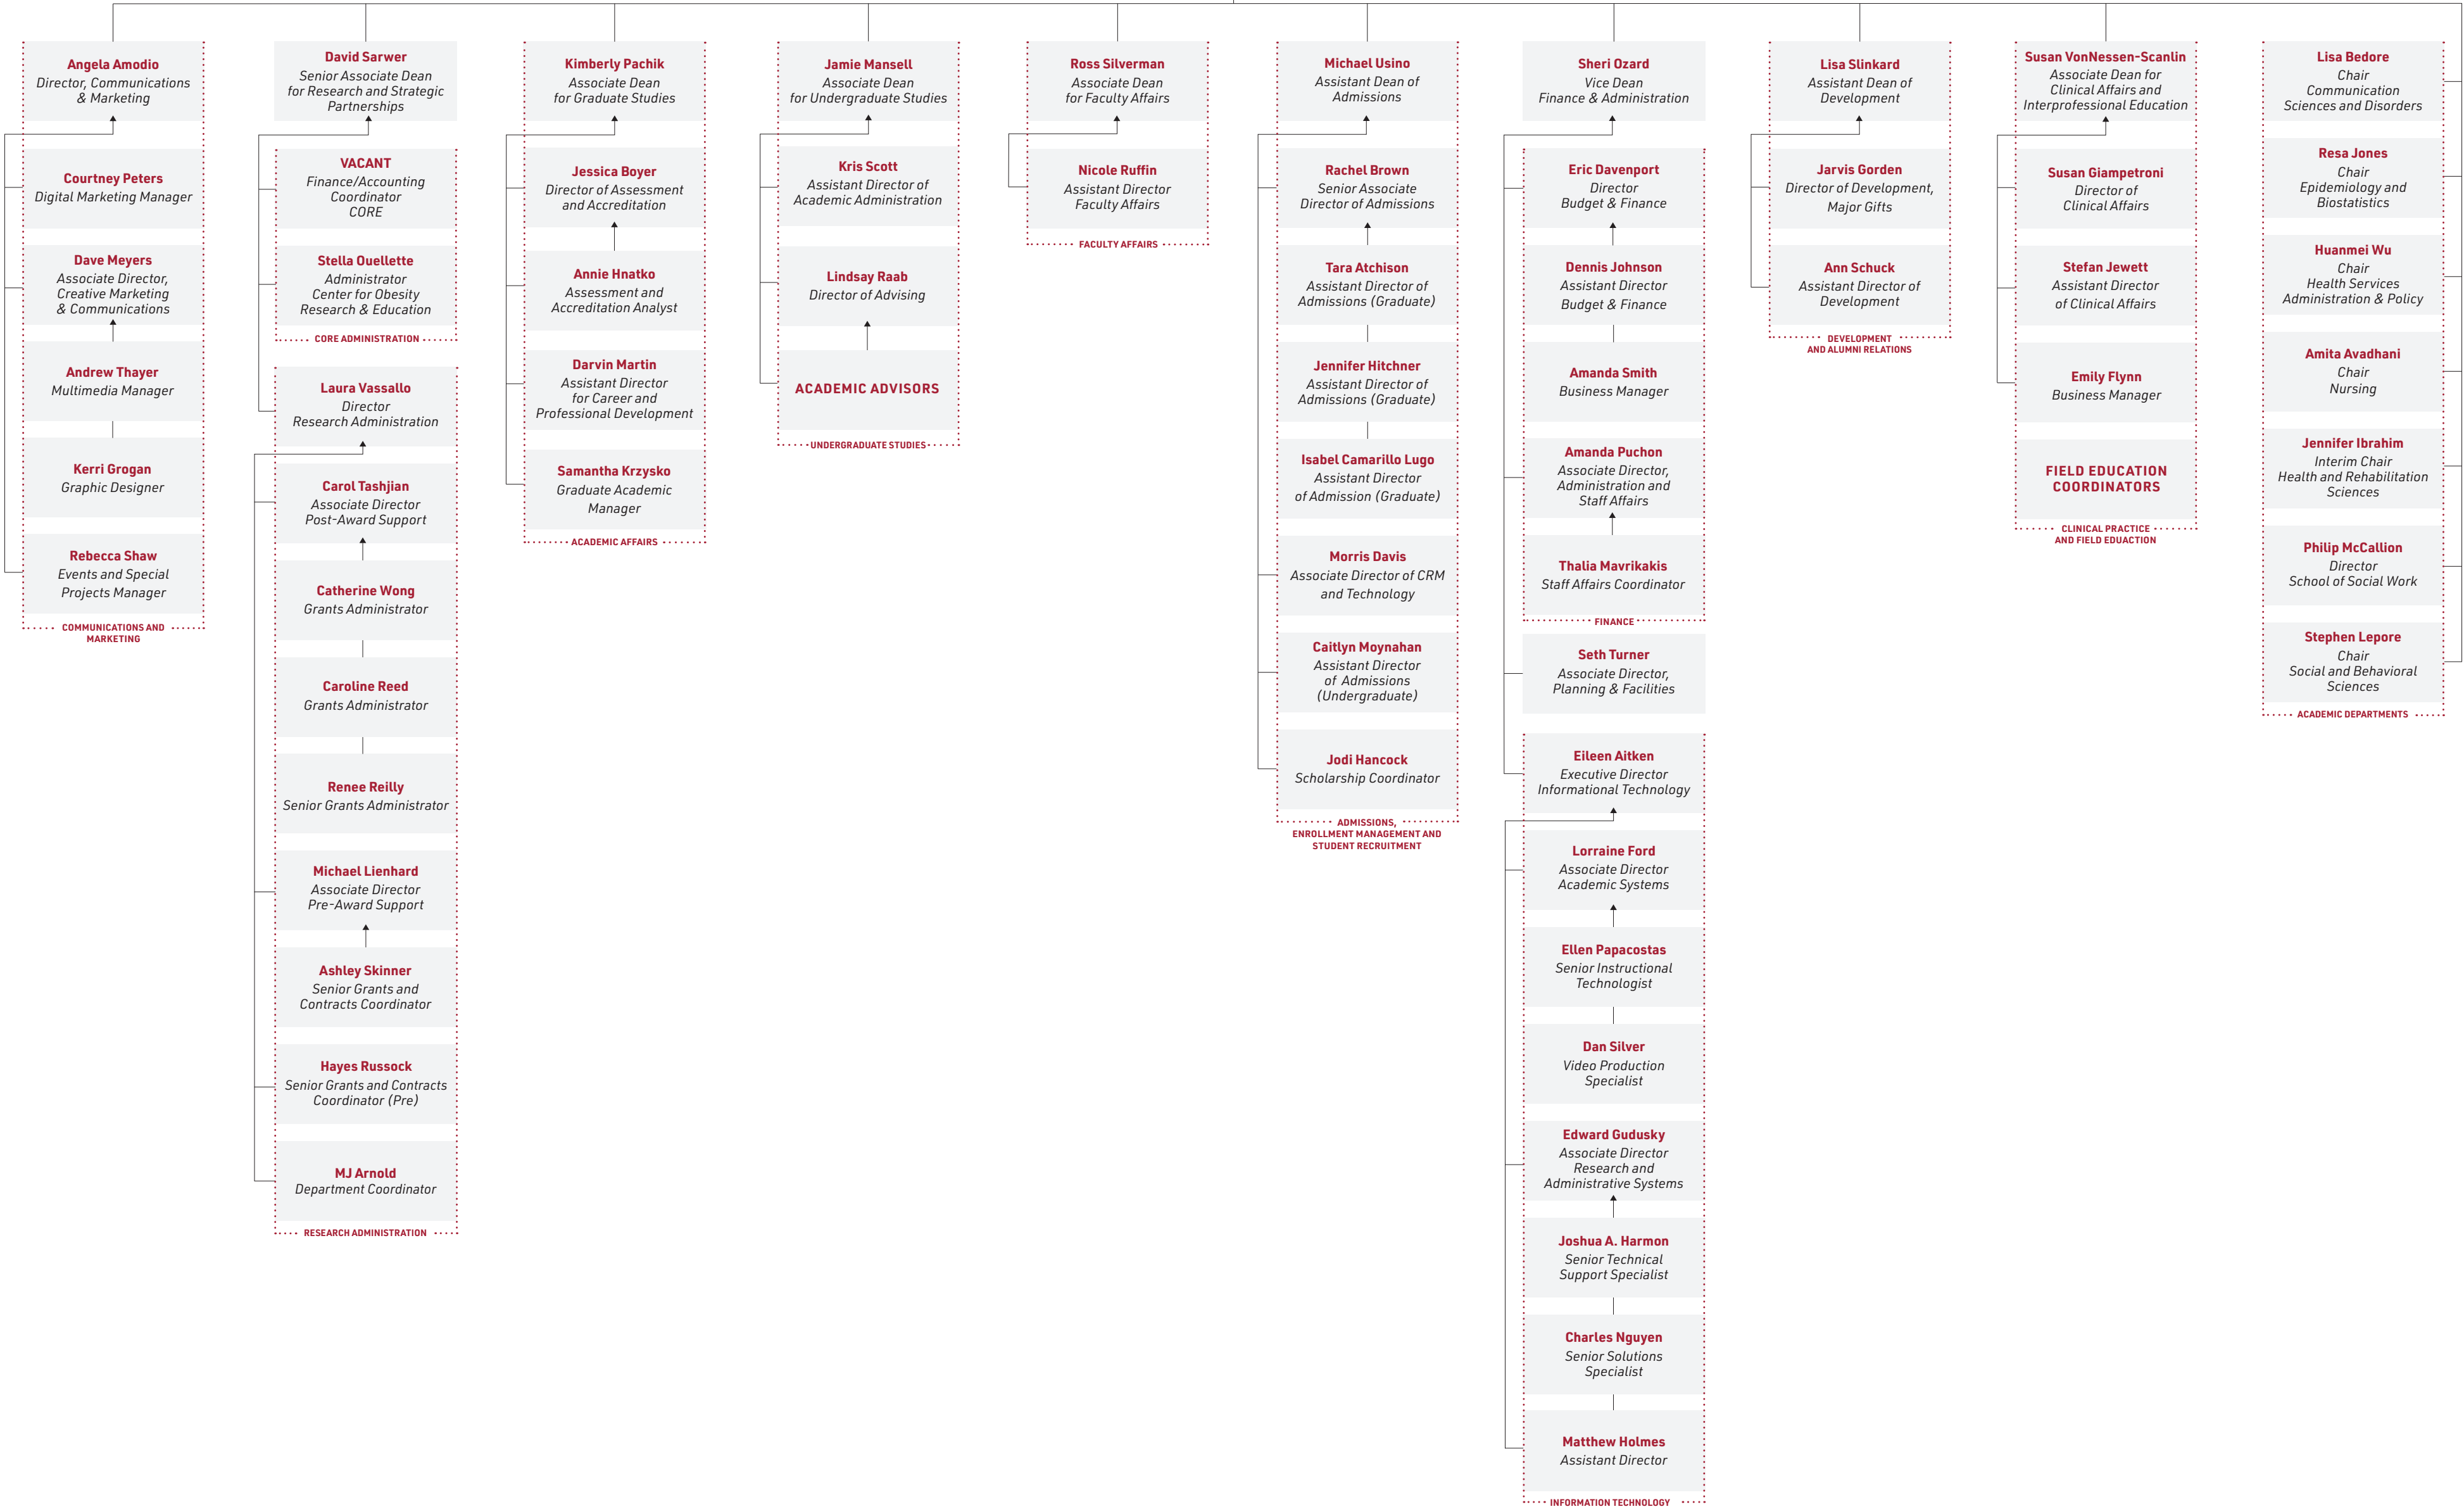 Angela Amodio
Director, Communications
& Marketing
Courtney Peters
Digital Marketing Manager
Dave Meyers
Associate Director,
Creative Marketing
& Communications
Andrew Thayer
Multimedia Manager
Kerri Grogan
Graphic Designer
Rebecca Shaw
Events and Special
Projects Manager
COMMUNICATIONS AND
MARKETING
David Sarwer
Senior Associate Dean
for Research and Strategic
Partnerships
VACANT
Finance/Accounting
Coordinator
CORE
Stella Ouellette
Administrator
Center for Obesity
Research & Education
CORE ADMINISTRATION
Laura Vassallo
Director
Research Administration
Carol Tashjian
Associate Director
Post-Award Support
Catherine Wong
Grants Administrator
Caroline Reed
Grants Administrator
Renee Reilly
Senior Grants Administrator
Michael Lienhard
Associate Director
Pre-Award Support
Ashley Skinner
Senior Grants and
Contracts Coordinator
Hayes Russock
Senior Grants and Contracts
Coordinator (Pre)
MJ Arnold
Department Coordinator
RESEARCH ADMINISTRATION
Kimberly Pachik
Associate Dean
for Graduate Studies
Jessica Boyer
Director of Assessment
and Accreditation
Annie Hnatko
Assessment and
Accreditation Analyst
Darvin Martin
Assistant Director
for Career and
Professional Development
Samantha Krzysko
Graduate Academic
Manager
ACADEMIC AFFAIRS
Jamie Mansell
Associate Dean
for Undergraduate Studies
Kris Scott
Assistant Director of
Academic Administration
Lindsay Raab
Director of Advising
ACADEMIC ADVISORS
UNDERGRADUATE STUDIES
Ross Silverman
Associate Dean
for Faculty Affairs
Nicole Ruffin
Assistant Director
Faculty Affairs
FACULTY AFFAIRS
Michael Usino
Assistant Dean of
Admissions
Rachel Brown
Senior Associate
Director of Admissions
Tara Atchison
Assistant Director of
Admissions (Graduate)
Jennifer Hitchner
Assistant Director of
Admissions (Graduate)
Isabel Camarillo Lugo
Assistant Director
of Admission (Graduate)
Morris Davis
Associate Director of CRM
and Technology
Caitlyn Moynahan
Assistant Director
of Admissions
(Undergraduate)
Jodi Hancock
Scholarship Coordinator
ADMISSIONS,
ENROLLMENT MANAGEMENT AND
STUDENT RECRUITMENT
Sheri Ozard
Vice Dean
Finance & Administration
Eric Davenport
Director
Budget & Finance
Dennis Johnson
Assistant Director
Budget & Finance
Amanda Smith
Business Manager
Amanda Puchon
Associate Director,
Administration and
Staff Affairs
Thalia Mavrikakis
Staff Affairs Coordinator
FINANCE
Seth Turner
Associate Director,
Planning & Facilities
Eileen Aitken
Executive Director
Informational Technology
Lorraine Ford
Associate Director
Academic Systems
Ellen Papacostas
Senior Instructional
Technologist
Dan Silver
Video Production
Specialist
Edward Gudusky
Associate Director
Research and
Administrative Systems
Joshua A. Harmon
Senior Technical
Support Specialist
Charles Nguyen
Senior Solutions
Specialist
Matthew Holmes
Assistant Director
INFORMATION TECHNOLOGY
Lisa Slinkard
Assistant Dean of
Development
Jarvis Gorden
Director of Development,
Major Gifts
Ann Schuck
Assistant Director of
Development
DEVELOPMENT
AND ALUMNI RELATIONS
Susan VonNessen-Scanlin
Associate Dean for
Clinical Affairs and
Interprofessional Education
Susan Giampetroni
Director of
Clinical Affairs
Stefan Jewett
Assistant Director
of Clinical Affairs
Emily Flynn
Business Manager
FIELD EDUCATION
COORDINATORS
CLINICAL PRACTICE
AND FIELD EDUACTION
Lisa Bedore
Chair
Communication
Sciences and Disorders
Resa Jones
Chair
Epidemiology and
Biostatistics
Huanmei Wu
Chair
Health Services
Administration & Policy
Amita Avadhani
Chair
Nursing
Jennifer Ibrahim
Interim Chair
Health and Rehabilitation
Sciences
Philip McCallion
Director
School of Social Work
Stephen Lepore
Chair
Social and Behavioral
Sciences
ACADEMIC DEPARTMENTS